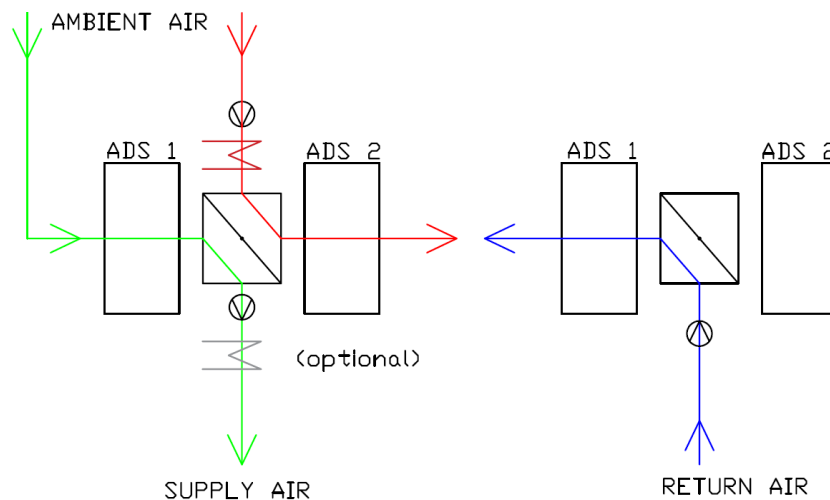 AMBIENT AIR
ADS 1
ADS 2
ADS 1
ADS 2
(optional)
SUPPLY AIR
RETURN AIR